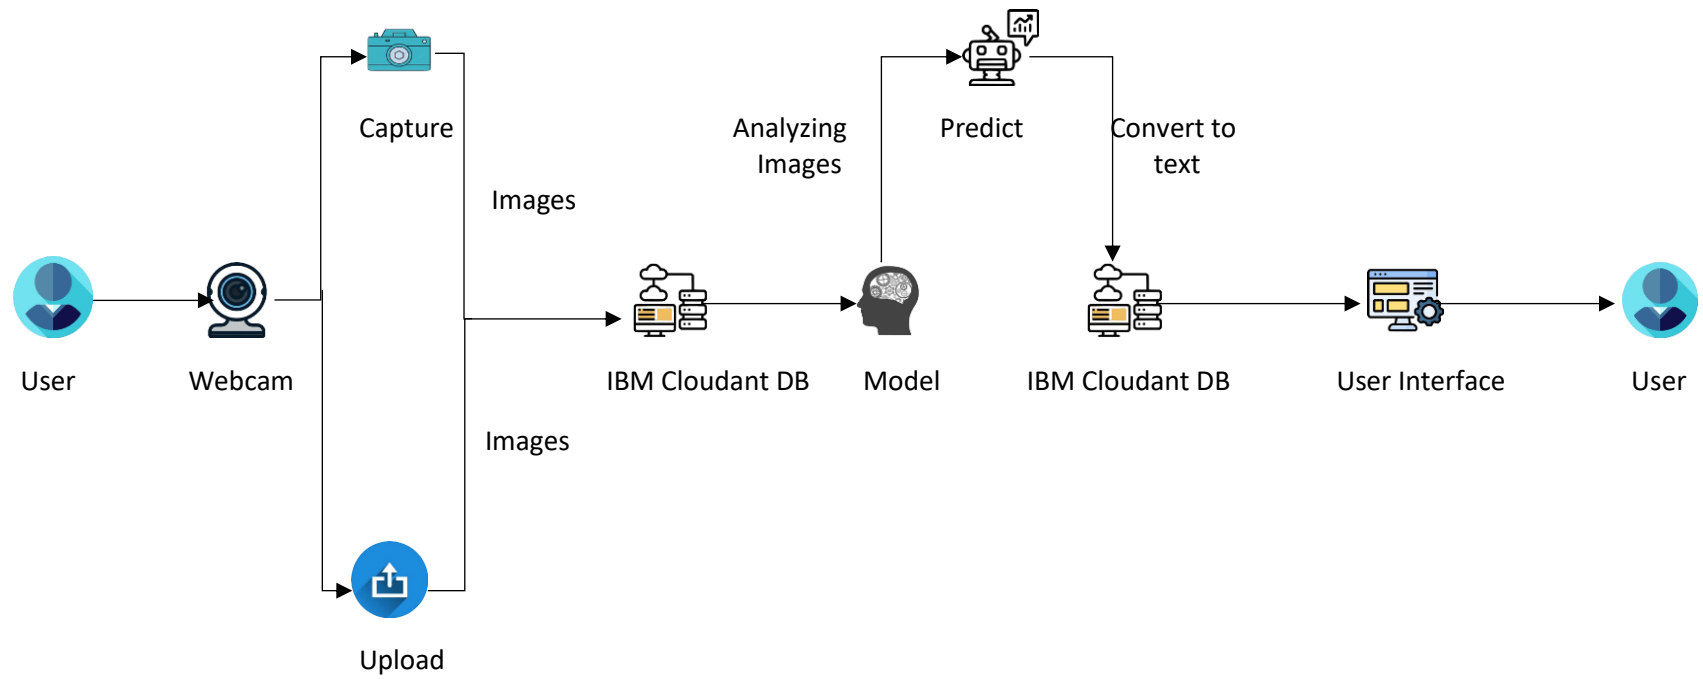 Capture
Analyzing
Images
Predict
Convert to
text
Images
User
Webcam
IBM Cloudant DB
Model
IBM Cloudant DB
User Interface
User
Images
Upload